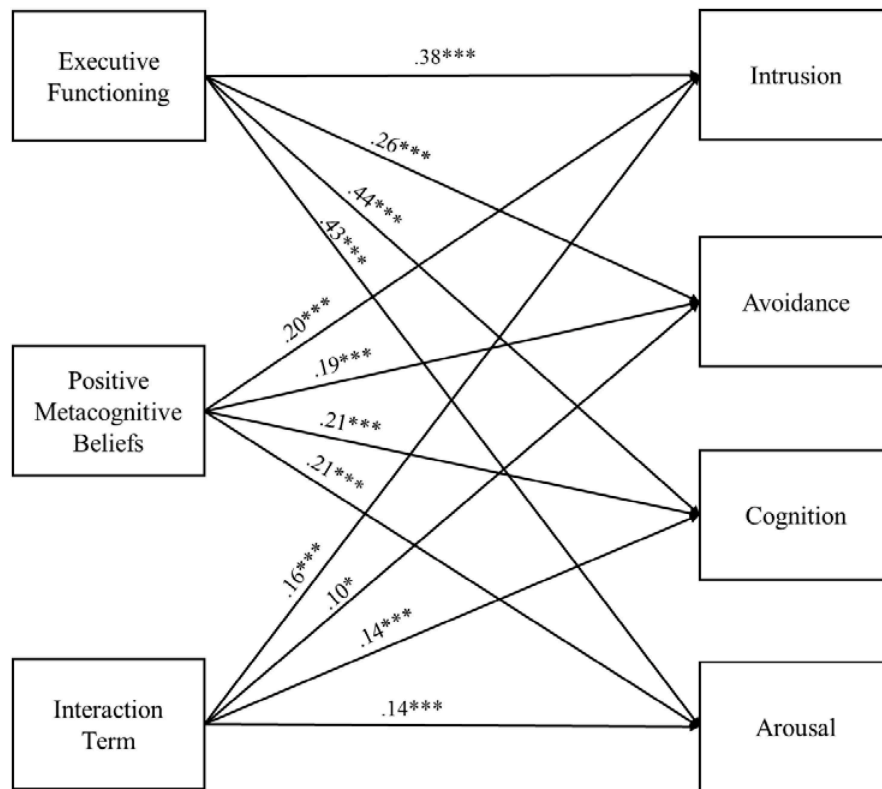 Executive
Functioning
.38***
Intrusion
.26***
.44***
.43***
Avoidance
.20***
.19***
Positive
Metacognitive
Beliefs
.21***
.21***
Cognition
.16***
.10*
.14***
Interaction
Term
.14***
Arousal